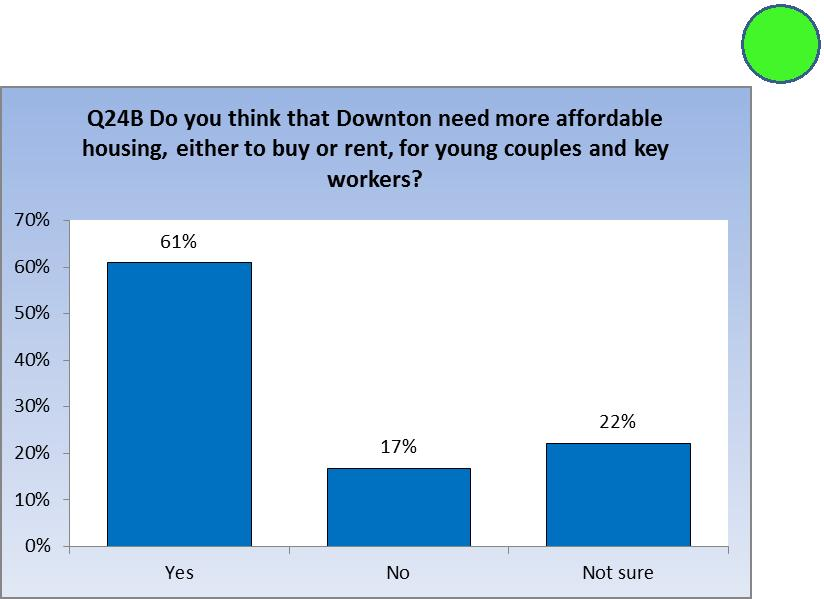 Q24B Do you think that Downton need more affordable
housing, either to buy or rent, for young couples and key
workers?
70%
60%
50%
40%
30%
20%
10%
0%
61%
17%
22%
Yes
No
Not sure